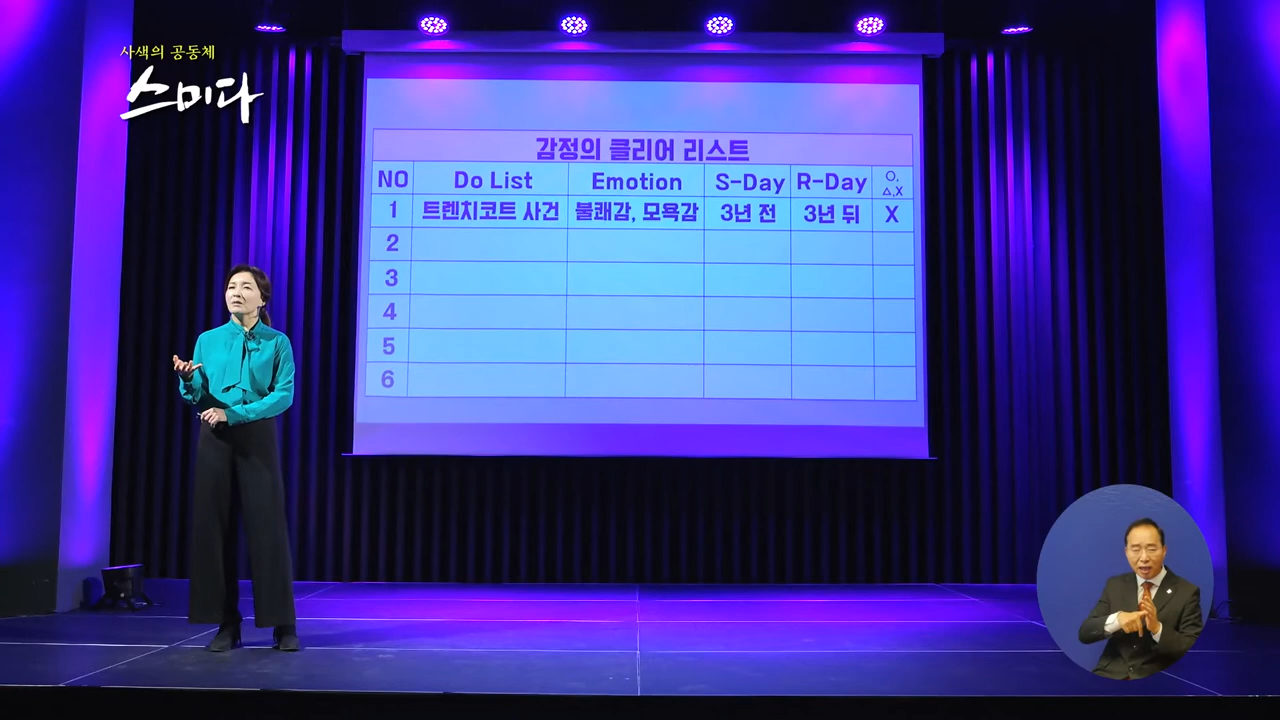 사색의 공동체
스미다
감정의 클리어 리스트
NO Do List Emotion S-Day R-Day O, △,X
1 트렌치코트 사건 불쾌감, 모욕감 3년 전 3년 뒤 X
2
3
4
5
6